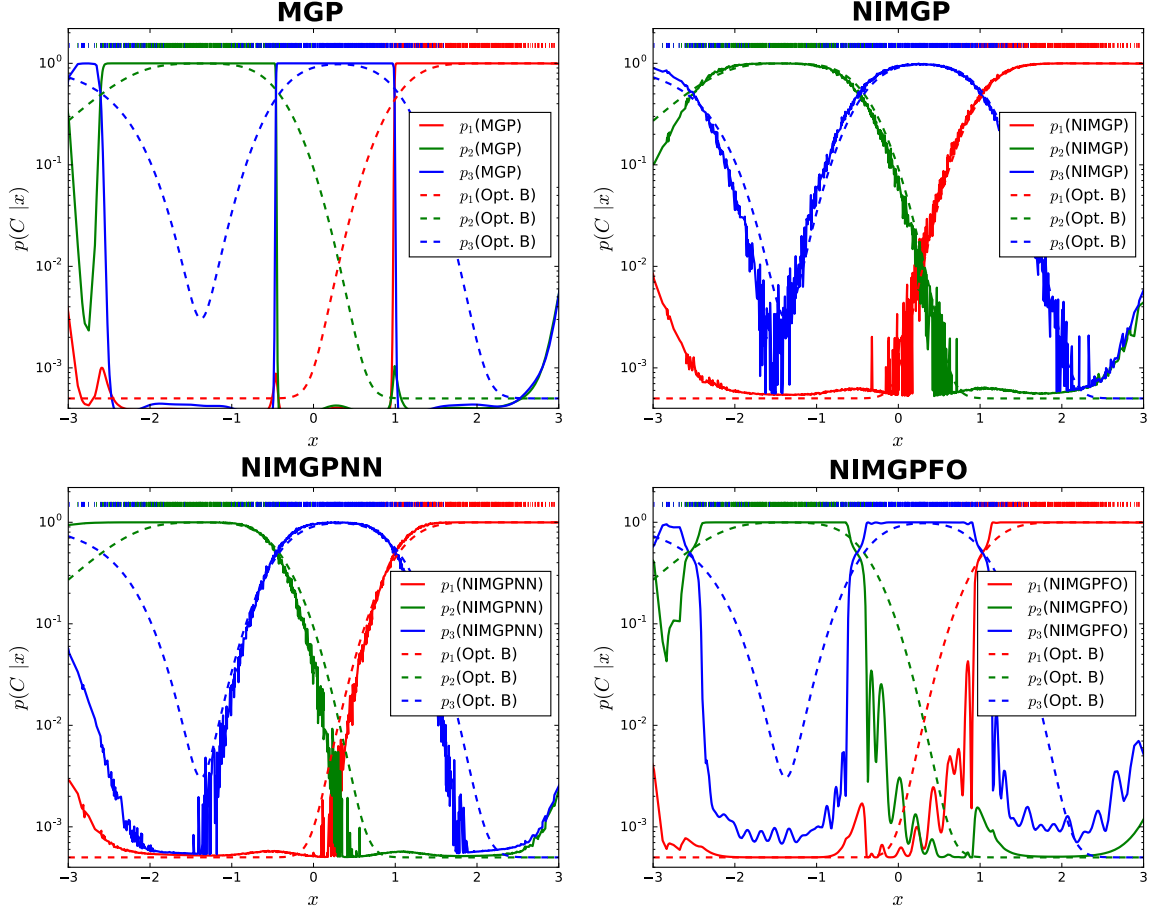 MGP
p(C |x)
10⁰
10⁻¹
10⁻²
10⁻³
p₁(MGP)
p₂(MGP)
p₃(MGP)
p₁(Opt. B)
p₂(Opt. B)
p₃(Opt. B)
−3 −2 −1 0 1 2 3
x
NIMGP
p(C |x)
10⁰
10⁻¹
10⁻²
10⁻³
p₁(NIMGP)
p₂(NIMGP)
p₃(NIMGP)
p₁(Opt. B)
p₂(Opt. B)
p₃(Opt. B)
−3 −2 −1 0 1 2 3
x
NIMGPNN
p(C |x)
10⁰
10⁻¹
10⁻²
10⁻³
p₁(NIMGPNN)
p₂(NIMGPNN)
p₃(NIMGPNN)
p₁(Opt. B)
p₂(Opt. B)
p₃(Opt. B)
−3 −2 −1 0 1 2 3
x
NIMGPFO
p(C |x)
10⁰
10⁻¹
10⁻²
10⁻³
p₁(NIMGPFO)
p₂(NIMGPFO)
p₃(NIMGPFO)
p₁(Opt. B)
p₂(Opt. B)
p₃(Opt. B)
−3 −2 −1 0 1 2 3
x